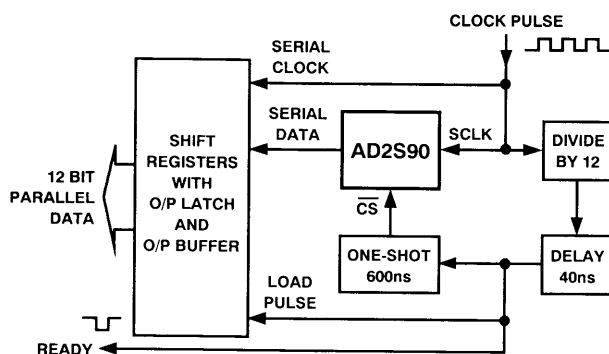 CLOCK PULSE
SERIAL
CLOCK
SERIAL
DATA
SCLK
AD2S90
DIVIDE
BY 12
SHIFT
REGISTERS
WITH
O/P LATCH
AND
O/P BUFFER
12 BIT
PARALLEL
DATA
CS
ONE-SHOT
600ns
DELAY
40ns
LOAD
PULSE
READY